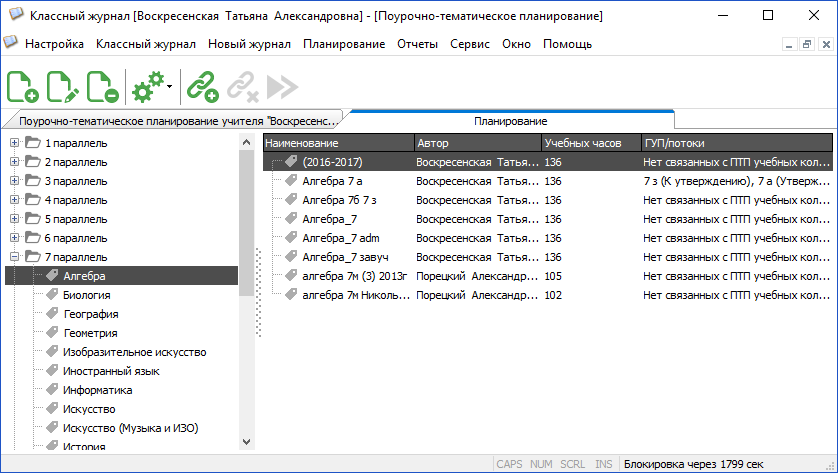 Классный журнал [Воскресенская Татьяна Александровна] - [Поурочно-тематическое планирование]
Настройка Классный журнал Новый журнал Планирование Отчеты Сервис Окно Помощь
Поурочно-тематическое планирование учителя "Воскресенс... Планирование
1 параллель
2 параллель
3 параллель
4 параллель
5 параллель
6 параллель
7 параллель
Алгебра
Биология
География
Геометрия
Изобразительное искусство
Иностранный язык
Информатика
Искусство
Искусство (Музыка и ИЗО)
История
Наименование Автор Учебных часов ГУП/потоки
(2016-2017) Воскресенская Татья... 136 Нет связанных с ПТП учебных кол...
Алгебра 7 а Воскресенская Татья... 136 7 з (К утверждению), 7 а (Утверж...
Алгебра 7б 7 з Воскресенская Татья... 136 Нет связанных с ПТП учебных кол...
Алгебра_7 Воскресенская Татья... 136 Нет связанных с ПТП учебных кол...
Алгебра_7 adm Воскресенская Татья... 136 Нет связанных с ПТП учебных кол...
Алгебра_7 завуч Воскресенская Татья... 136 Нет связанных с ПТП учебных кол...
алгебра 7м (3) 2013г Порецкий Александр... 105 Нет связанных с ПТП учебных кол...
алгебра 7м Николь... Порецкий Александр... 102 Нет связанных с ПТП учебных кол...
CAPS NUM SCRL INS Блокировка через 1799 сек